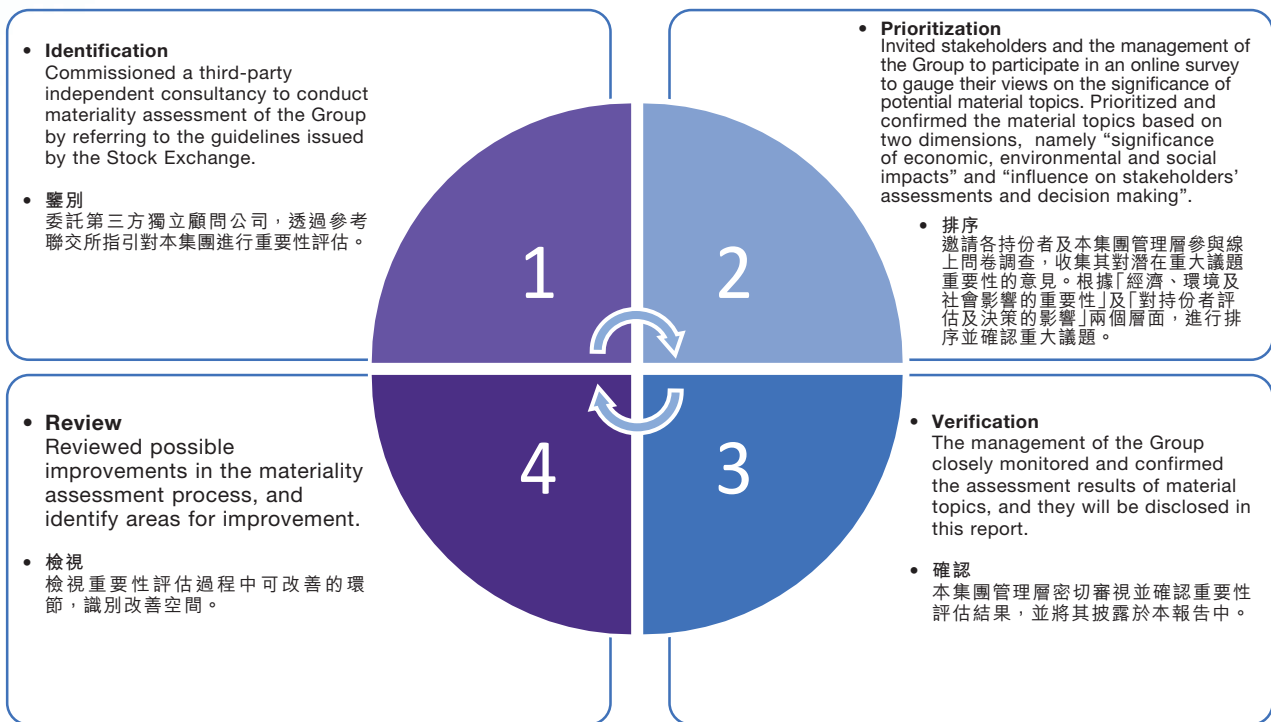 • Identification
Commissioned a third-party
independent consultancy to conduct
materiality assessment of the Group
by referring to the guidelines issued
by the Stock Exchange.
• 鑒別
委託第三方獨立顧問公司，透過參考
聯交所指引對本集團進行重要性評估。
1
• Prioritization
Invited stakeholders and the management of
the Group to participate in an online survey
to gauge their views on the significance of
potential material topics. Prioritized and
confirmed the material topics based on
two dimensions, namely “significance
of economic, environmental and social
impacts” and “influence on stakeholders’
assessments and decision making”.
• 排序
邀請各持份者及本集團管理層參與線
上問卷調查，收集其對潛在重大議題
重要性的意見。根據「經濟、環境及
社會影響的重要性」及「對持份者評
估及決策的影響」兩個層面，進行排
序並確認重大議題。
2
• Verification
The management of the Group
closely monitored and confirmed
the assessment results of material
topics, and they will be disclosed in
this report.
• 確認
本集團管理層密切審視並確認重要性
評估結果，並將其披露於本報告中。
3
• Review
Reviewed possible
improvements in the materiality
assessment process, and
identify areas for improvement.
• 檢視
檢視重要性評估過程中可改善的環
節，識別改善空間。
4